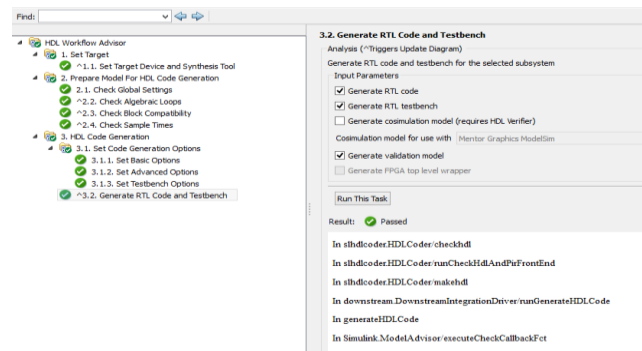 Find:
HDL Workflow Advisor
1. Set Target
^1.1. Set Target Device and Synthesis Tool
2. Prepare Model For HDL Code Generation
2.1. Check Global Settings
^2.2. Check Algebraic Loops
^2.3. Check Block Compatibility
^2.4. Check Sample Times
3. HDL Code Generation
3.1. Set Code Generation Options
3.1.1. Set Basic Options
3.1.2. Set Advanced Options
3.1.3. Set Testbench Options
^3.2. Generate RTL Code and Testbench
3.2. Generate RTL Code and Testbench
Analysis (^Triggers Update Diagram)
Generate RTL code and testbench for the selected subsystem
Input Parameters
Generate RTL code
Generate RTL testbench
Generate cosimulation model (requires HDL Verifier)
Cosimulation model for use with Mentor Graphics ModelSim
Generate validation model
Generate FPGA top level wrapper
Run This Task
Result: Passed
In slhdlcoder.HDLCoder/checkhdl
In slhdlcoder.HDLCoder/runCheckHdlAndPirFrontEnd
In slhdlcoder.HDLCoder/makehdl
In downstream.DownstreamIntegrationDriver/runGenerateHDLCode
In generateHDLCode
In Simulink.ModelAdvisor/executeCheckCallbackFct